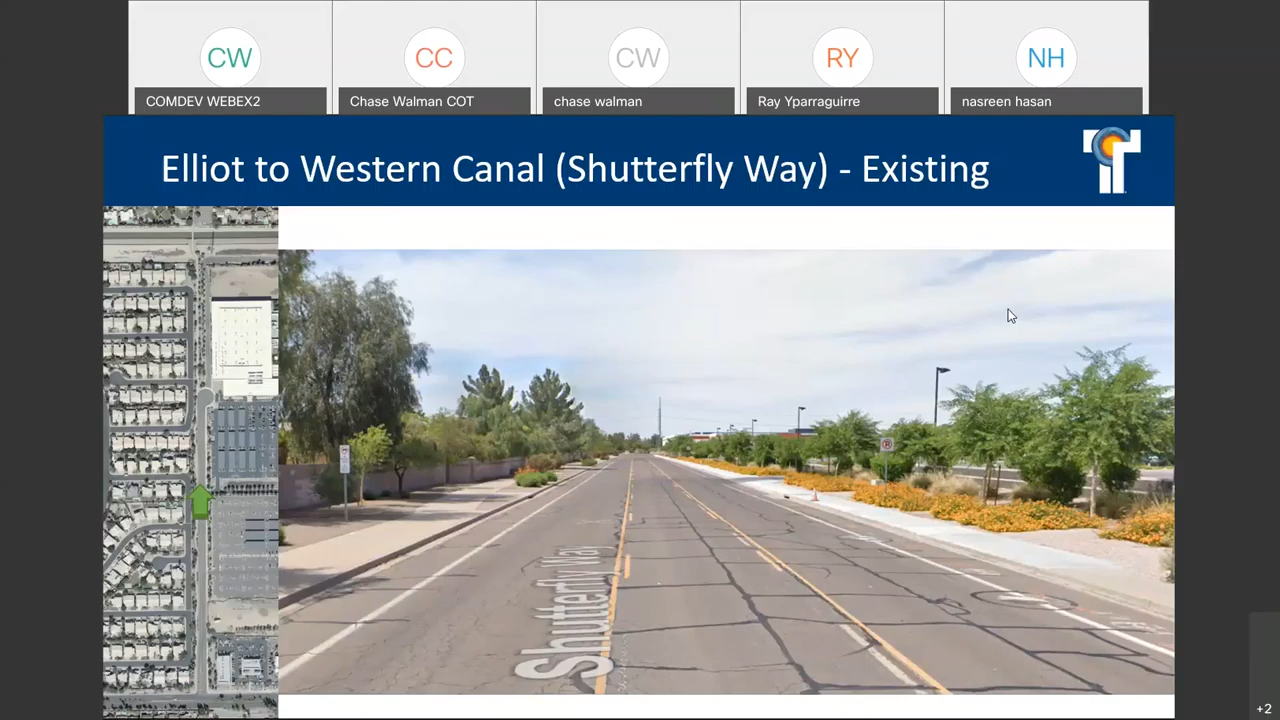 CW
CC
CW
RY
NH
COMDEV WEBEX2
Chase Walman COT
chase walman
Ray Yparraguirre
nasreen hasan
Elliot to Western Canal (Shutterfly Way) - Existing
Shutterfly Way
+2